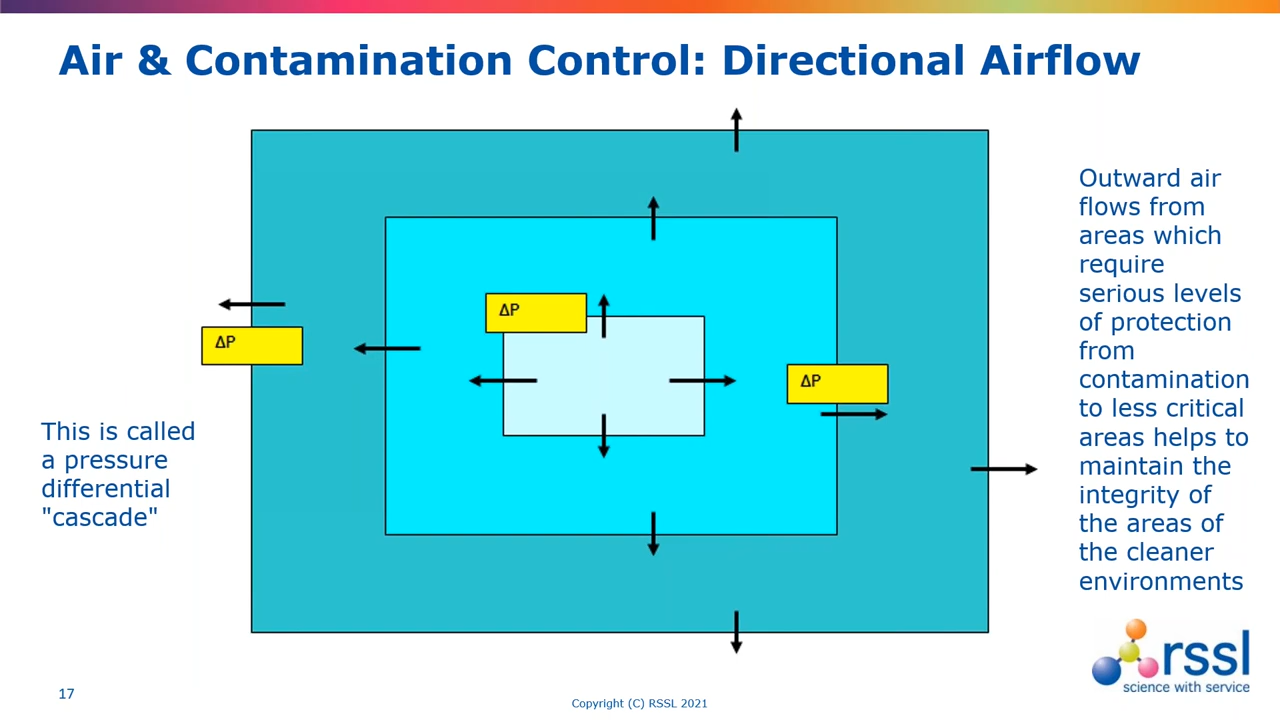 Air & Contamination Control: Directional Airflow
ΔP
ΔP
ΔP
This is called
a pressure
differential
"cascade"
Outward air
flows from
areas which
require
serious levels
of protection
from
contamination
to less critical
areas helps to
maintain the
integrity of
the areas of
the cleaner
environments
rssl
science with service
17
Copyright (C) RSSL 2021